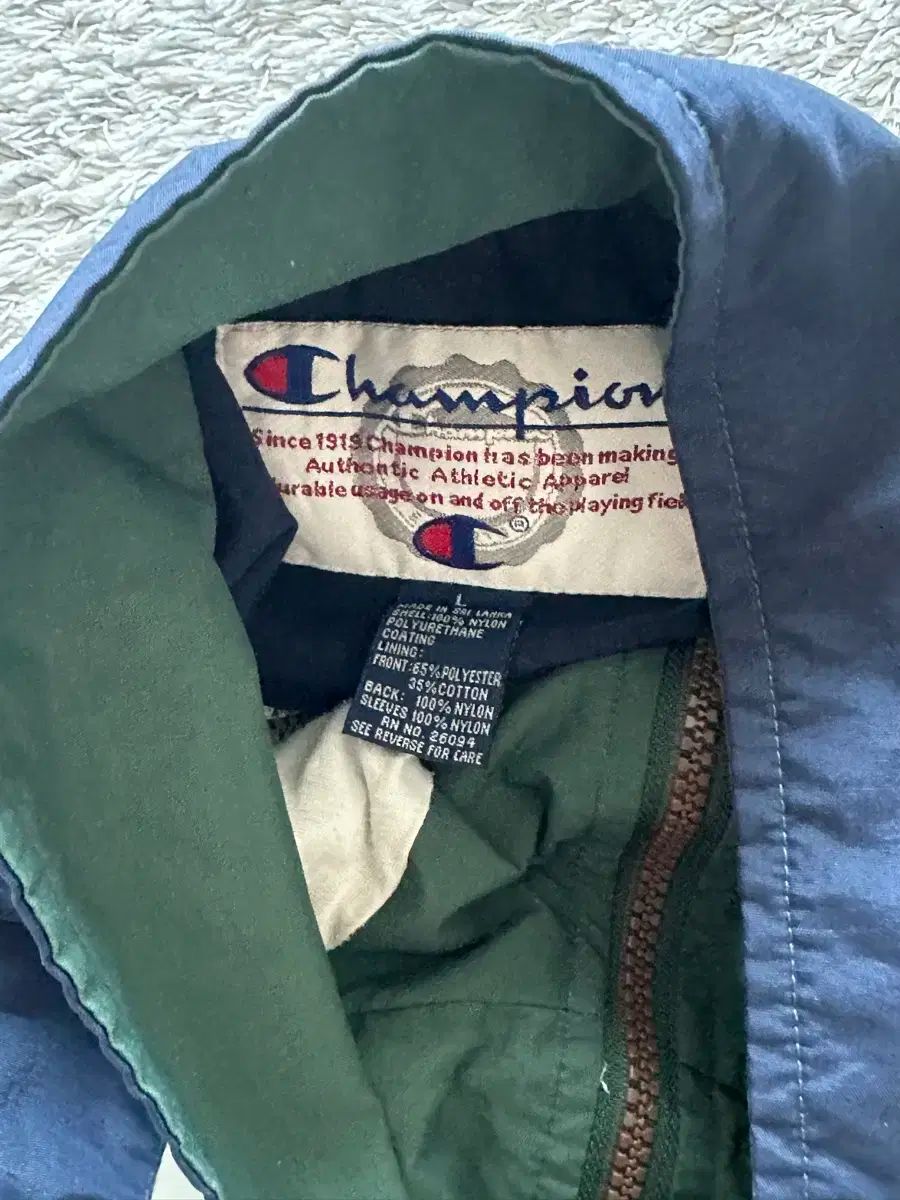 Champion
Since 1919 Champion has been making
Authentic Athletic Apparel
durable usage on and off the playing field
Champion
®
L
MADE IN SRI LANKA
SHELL:100% NYLON
POLYURETHANE
COATING
LINING:
FRONT:65%POLYESTER
35%COTTON
BACK: 100% NYLON
SLEEVES 100% NYLON
RN NO. 26094
SEE REVERSE FOR CARE